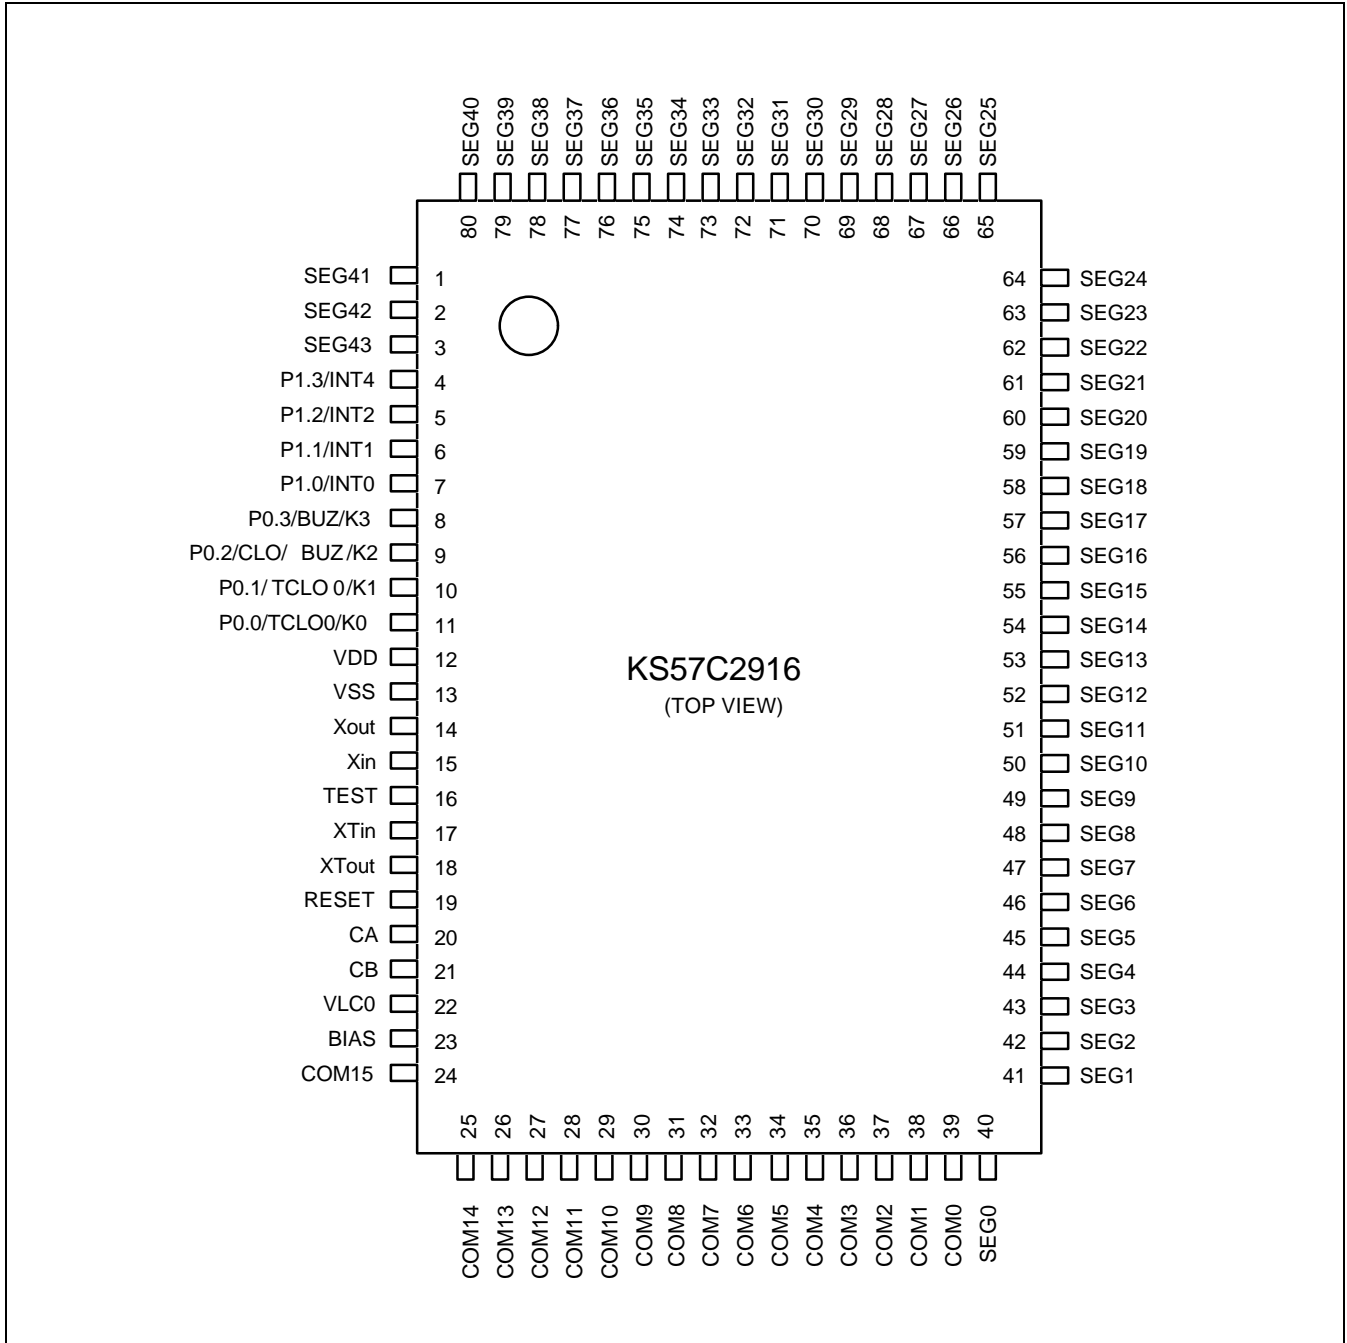 SEG40
SEG39
SEG38
SEG37
SEG36
SEG35
SEG34
SEG33
SEG32
SEG31
SEG30
SEG29
SEG28
SEG27
SEG26
SEG25
80
79
78
77
76
75
74
73
72
71
70
69
68
67
66
65
SEG41 1
SEG42 2
SEG43 3
P1.3/INT4 4
P1.2/INT2 5
P1.1/INT1 6
P1.0/INT0 7
P0.3/BUZ/K3 8
P0.2/CLO/ BUZ /K2 9
P0.1/ TCLO 0/K1 10
P0.0/TCLO0/K0 11
VDD 12
VSS 13
Xout 14
Xin 15
TEST 16
XTin 17
XTout 18
RESET 19
CA 20
CB 21
VLC0 22
BIAS 23
COM15 24
KS57C2916
(TOP VIEW)
64 SEG24
63 SEG23
62 SEG22
61 SEG21
60 SEG20
59 SEG19
58 SEG18
57 SEG17
56 SEG16
55 SEG15
54 SEG14
53 SEG13
52 SEG12
51 SEG11
50 SEG10
49 SEG9
48 SEG8
47 SEG7
46 SEG6
45 SEG5
44 SEG4
43 SEG3
42 SEG2
41 SEG1
25
26
27
28
29
30
31
32
33
34
35
36
37
38
39
40
COM14
COM13
COM12
COM11
COM10
COM9
COM8
COM7
COM6
COM5
COM4
COM3
COM2
COM1
COM0
SEG0